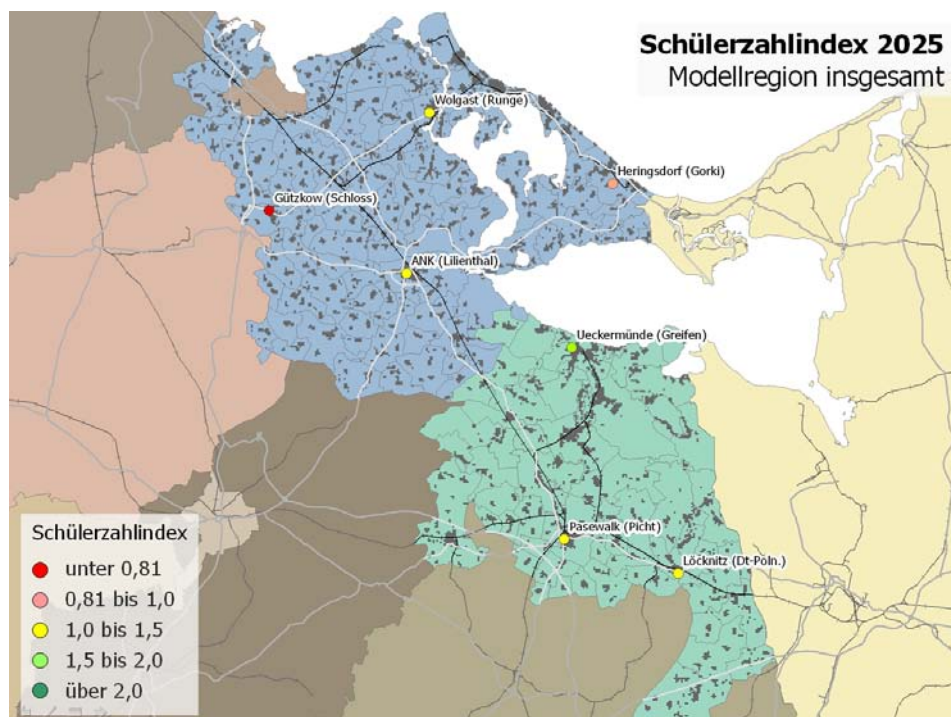 Schülerzahlindex 2025
Modellregion insgesamt
Wolgast (Runge)
Heringsdorf (Gorki)
Gützkow (Schloss)
ANK (Lilienthal)
Ueckermünde (Greifen)
Pasewalk (Picht)
Löcknitz (Dt-Poln.)
Schülerzahlindex
unter 0,81
0,81 bis 1,0
1,0 bis 1,5
1,5 bis 2,0
über 2,0